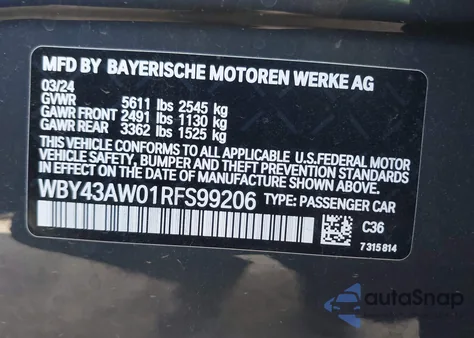 MFD BY BAYERISCHE MOTOREN WERKE AG
03/24
GVWR 5611 lbs 2545 kg
GAWR FRONT 2491 lbs 1130 kg
GAWR REAR 3362 lbs 1525 kg
THIS VEHICLE CONFORMS TO ALL APPLICABLE U.S.FEDERAL MOTOR
VEHICLE SAFETY, BUMPER, AND THEFT PREVENTION STANDARDS
IN EFFECT ON THE DATE OF MANUFACTURE SHOWN ABOVE.
WBY43AW01RFS99206 TYPE: PASSENGER CAR
C36
7315814
autoSnap